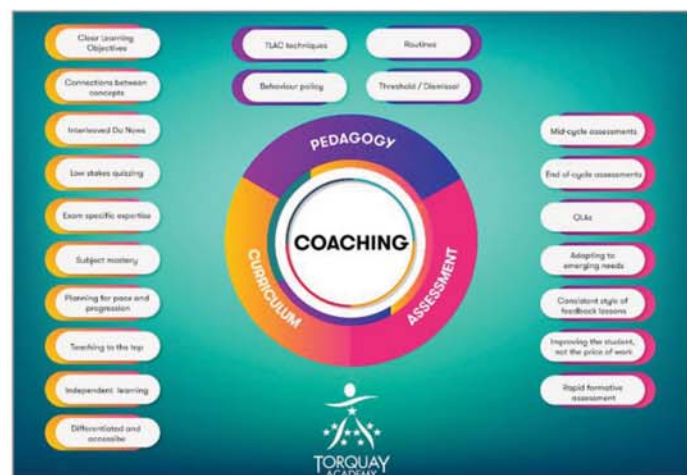 Clear Learning
Objectives
Connections between
concepts
Interleaved Do Nows
Low stakes quizzing
Exam specific expertise
Subject mastery
Planning for pace and
progression
Teaching to the top
Independent learning
Differentiated and
accessible
TLAC techniques
Routines
Behaviour policy
Threshold / Dismissal
PEDAGOGY
COACHING
CURRICULUM
ASSESSMENT
Mid-cycle assessments
End of cycle assessments
QLAs
Adapting to
emerging needs
Consistent style of
feedback lessons
Improving the student,
not the price of work
Rapid formative
assessment
TORQUAY
ACADEMY